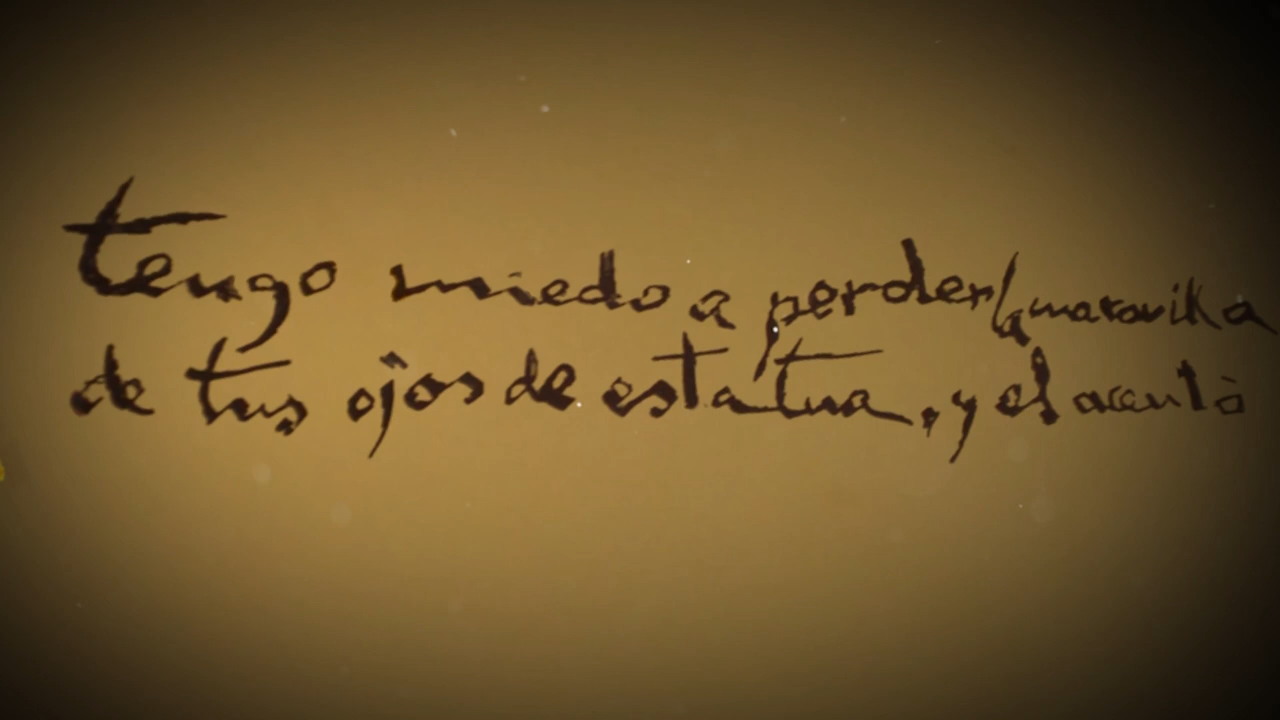 tengo miedo a perder la maravilla
de tus ojos de estatua, y el acento